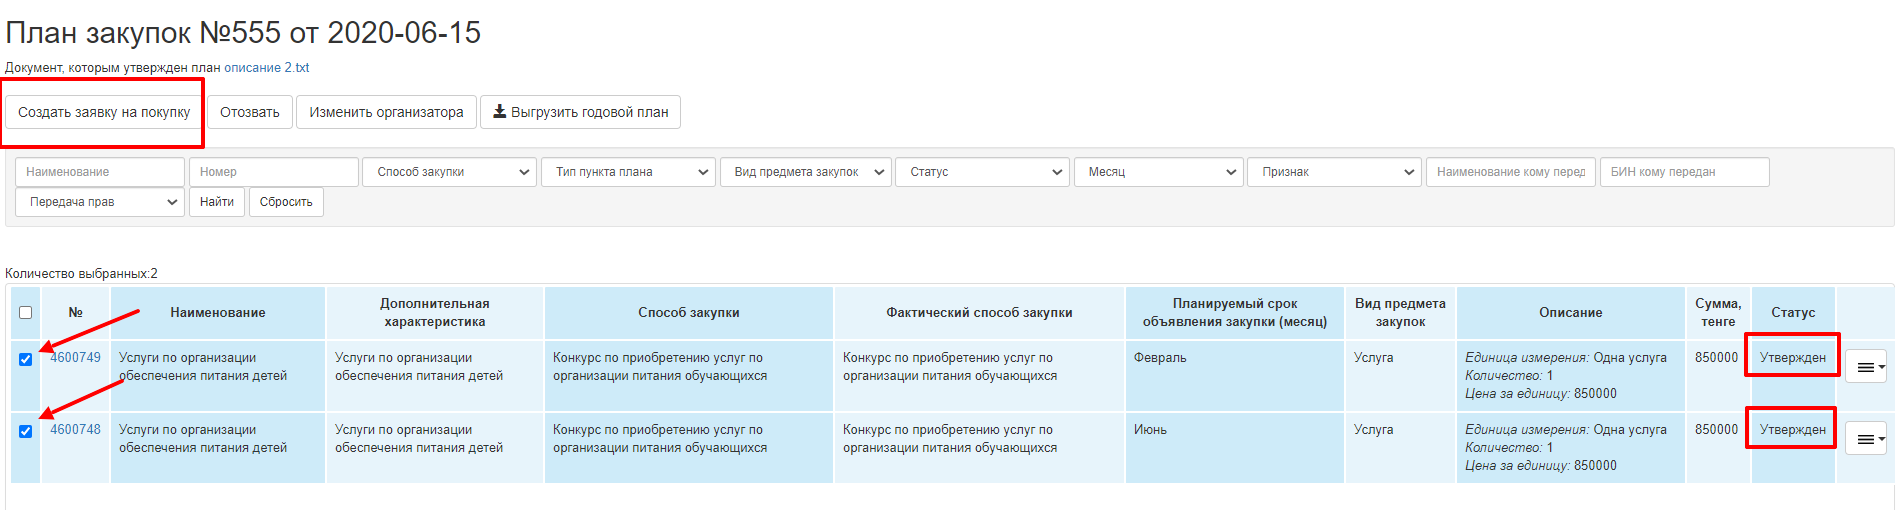 План закупок №555 от 2020-06-15
Документ, которым утвержден план описание 2.txt
Создать заявку на покупку Отозвать Изменить организатора Выгрузить годовой план
Наименование Номер Способ закупки Тип пункта плана Вид предмета закупок Статус Месяц Признак Наименование кому перед БИН кому передан
Передача прав Найти Сбросить
Количество выбранных:2
№ Наименование Дополнительная характеристика Способ закупки Фактический способ закупки Планируемый срок объявления закупки (месяц) Вид предмета закупок Описание Сумма, тенге Статус
4600749 Услуги по организации Услуги по организации Конкурс по приобретению услуг по Конкурс по приобретению услуг по Февраль Услуга Единица измерения: Одна услуга 850000 Утвержден
обеспечения питания детей обеспечения питания детей организации питания обучающихся организации питания обучающихся Количество: 1
Цена за единицу: 850000
4600748 Услуги по организации Услуги по организации Конкурс по приобретению услуг по Конкурс по приобретению услуг по Июнь Услуга Единица измерения: Одна услуга 850000 Утвержден
обеспечения питания детей обеспечения питания детей организации питания обучающихся организации питания обучающихся Количество: 1
Цена за единицу: 850000